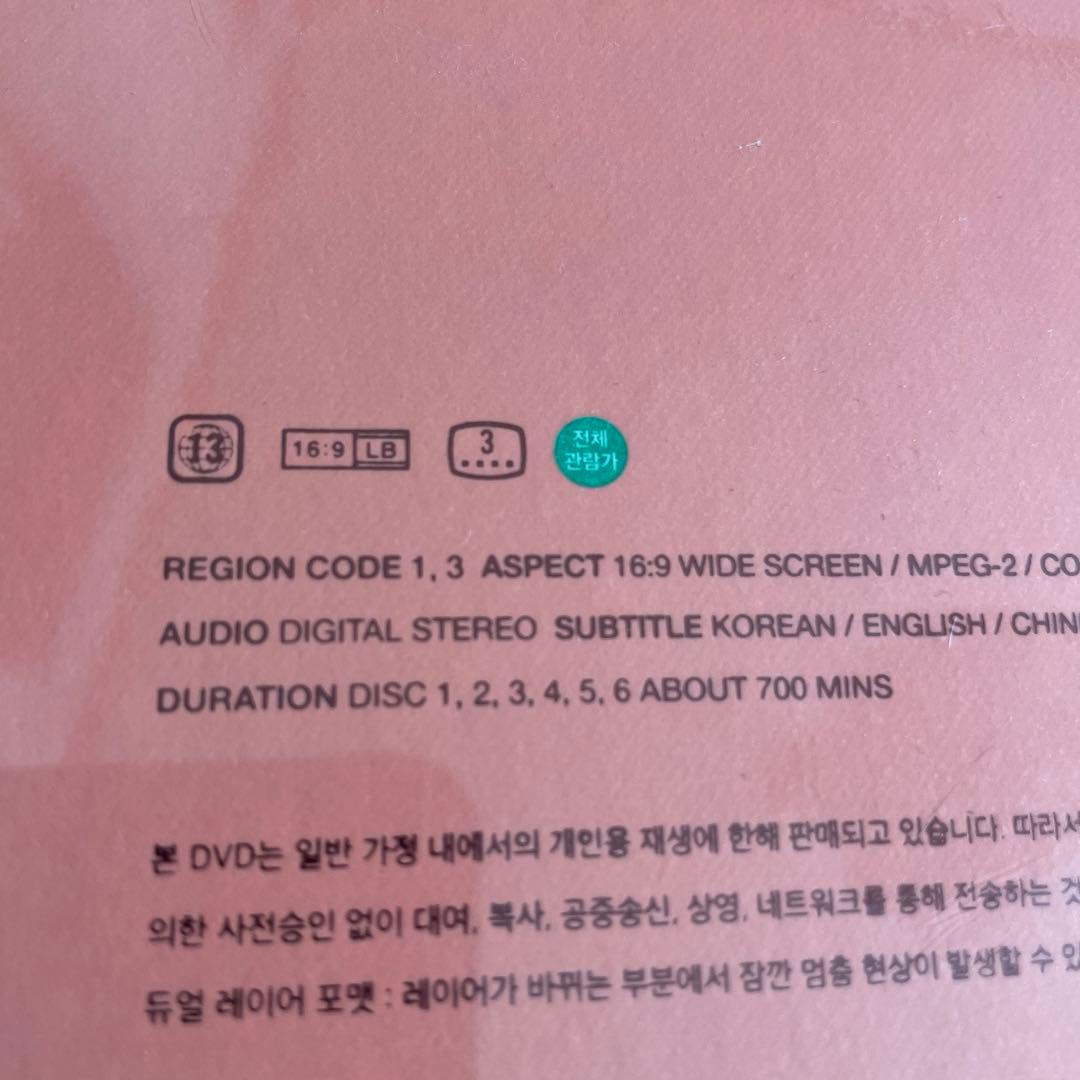 13 16:9 LB 3 전체
관람가
REGION CODE 1, 3 ASPECT 16:9 WIDE SCREEN / MPEG-2 / CO
AUDIO DIGITAL STEREO SUBTITLE KOREAN / ENGLISH / CHIN
DURATION DISC 1, 2, 3, 4, 5, 6 ABOUT 700 MINS
본 DVD는 일반 가정 내에서의 개인용 재생에 한해 판매되고 있습니다. 따라서
의한 사전승인 없이 대여, 복사, 공중송신, 상영, 네트워크를 통해 전송하는 것
듀얼 레이어 포맷 : 레이어가 바뀌는 부분에서 잠깐 멈춤 현상이 발생할 수 있